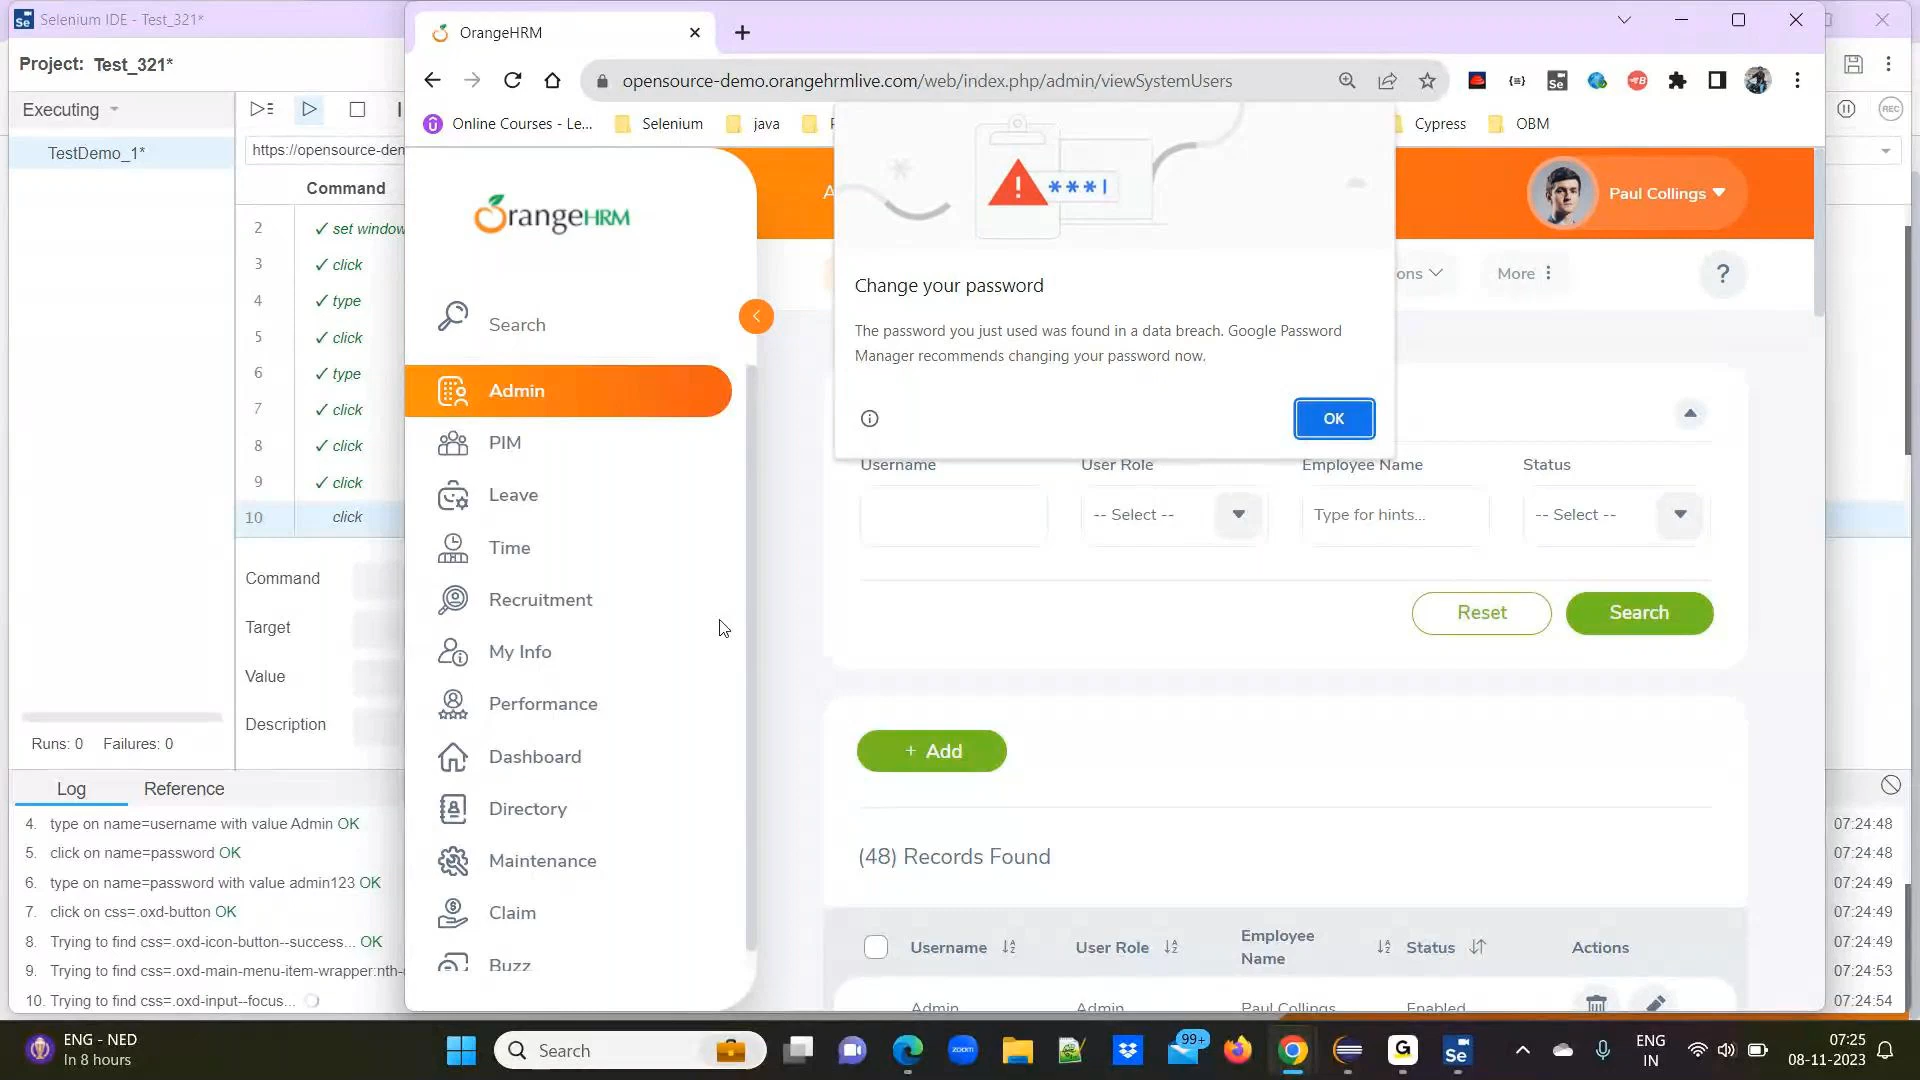 Selenium IDE - Test_321*
Project: Test_321*
Executing
TestDemo_1*
https://opensource-den
Command
2 ✓ set window
3 ✓ click
4 ✓ type
5 ✓ click
6 ✓ type
7 ✓ click
8 ✓ click
9 ✓ click
10 click
Command
Target
Value
Description
Runs: 0 Failures: 0
REC
Log Reference
4. type on name=username with value Admin OK 07:24:48
5. click on name=password OK 07:24:48
6. type on name=password with value admin123 OK 07:24:49
7. click on css=.oxd-button OK 07:24:49
8. Trying to find css=.oxd-icon-button--success... OK 07:24:49
9. Trying to find css=.oxd-main-menu-item-wrapper:nth- 07:24:53
10. Trying to find css=.oxd-input--focus... 07:24:54
OrangeHRM
opensource-demo.orangehrmlive.com/web/index.php/admin/viewSystemUsers
Online Courses - Le... Selenium java Cypress OBM
OrangeHRM
Search
Admin
PIM
Leave
Time
Recruitment
My Info
Performance
Dashboard
Directory
Maintenance
Claim
Buzz
Paul Collings
ons More
?
***|
Change your password
The password you just used was found in a data breach. Google Password
Manager recommends changing your password now.
OK
Username User Role Employee Name Status
-- Select -- Type for hints... -- Select --
Reset Search
+ Add
(48) Records Found
Username User Role Employee Name Status Actions
Admin Admin Paul Collings Enabled
ENG - NED
In 8 hours
Search
zoom
99+
Se
ENG
IN
07:25
08-11-2023